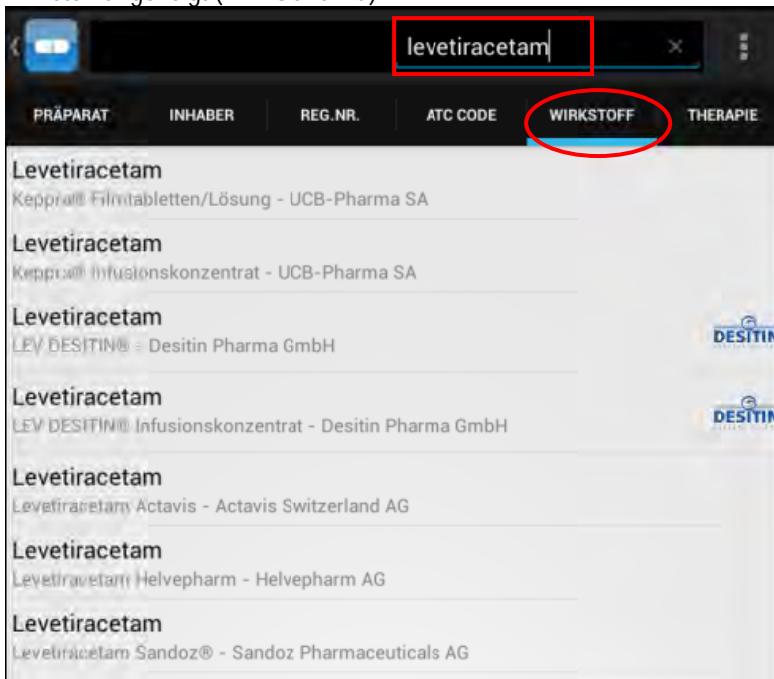 levetiracetam
PRÄPARAT INHABER REG.NR. ATC CODE WIRKSTOFF THERAPIE
Levetiracetam
Keppra® Filmtabletten/Lösung - UCB-Pharma SA
Levetiracetam
Keppra® Infusionskonzentrat - UCB-Pharma SA
Levetiracetam
LEV DESITIN® - Desitin Pharma GmbH
DESITIN
Levetiracetam
LEV DESITIN® Infusionskonzentrat - Desitin Pharma GmbH
DESITIN
Levetiracetam
Levetiracetam Actavis - Actavis Switzerland AG
Levetiracetam
Levetiracetam Helvepharm - Helvepharm AG
Levetiracetam
Levetiracetam Sandoz® - Sandoz Pharmaceuticals AG